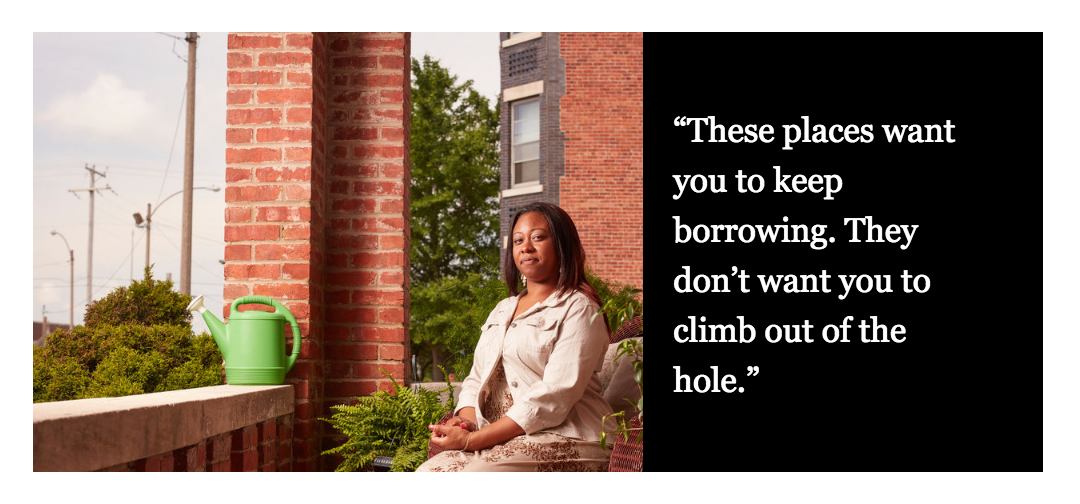 “These places want
you to keep
borrowing. They
don’t want you to
climb out of the
hole.”